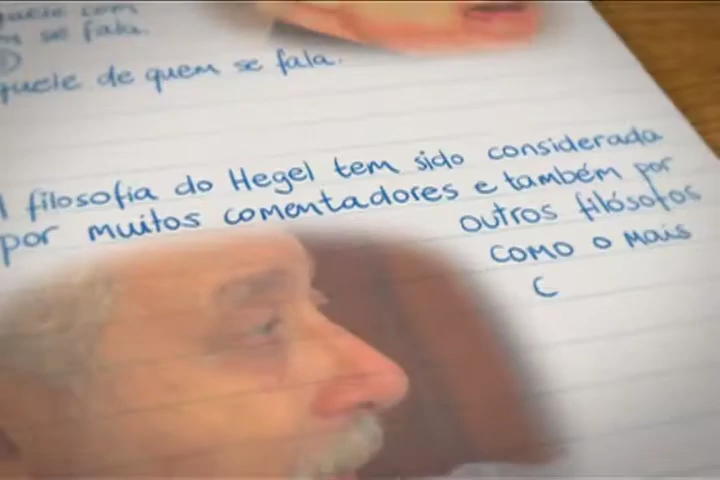 se fala.
quele de quem se fala.
A filosofia do Hegel tem sido considerada
por muitos comentadores e também por
outros filósofos
como o mais
C